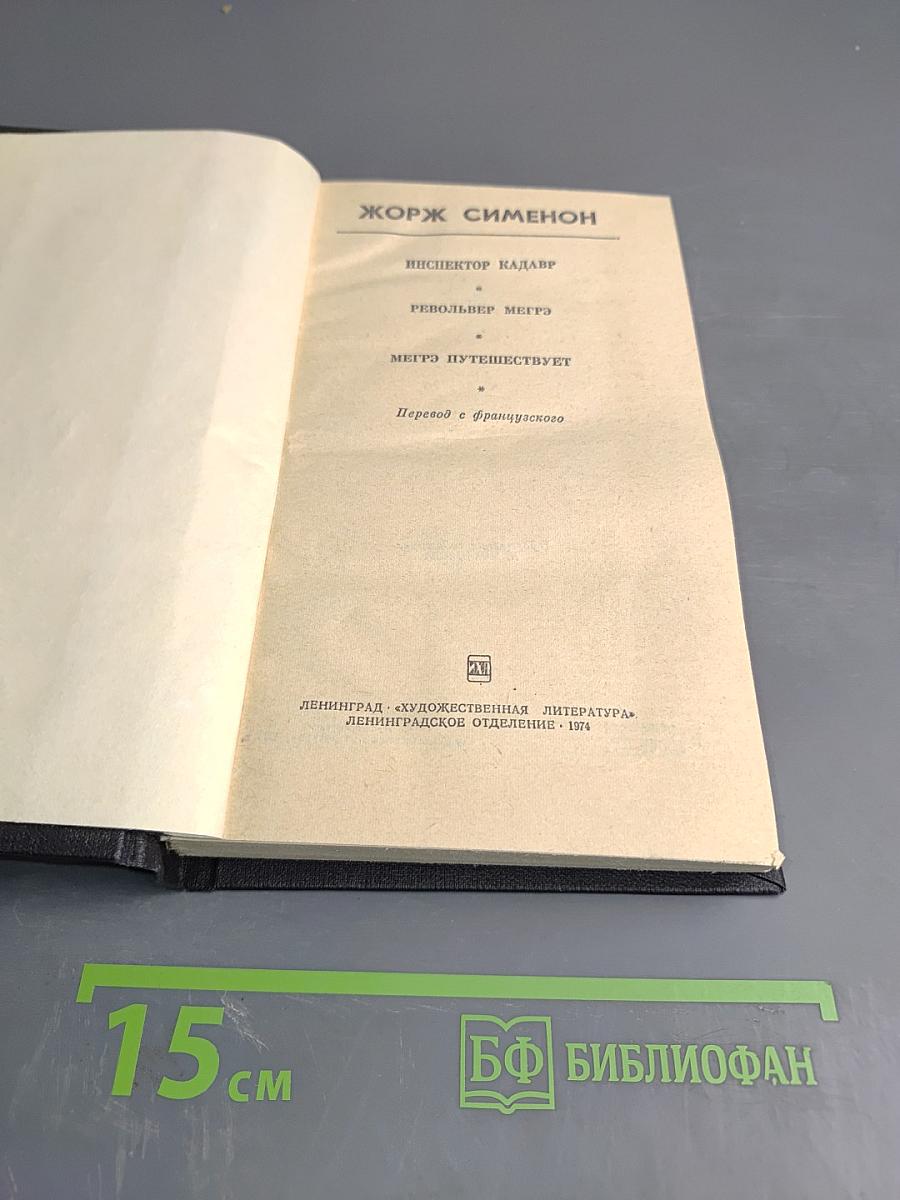 ЖОРЖ СИМЕНОН
ИНСПЕКТОР КАДАВР
*
РЕВОЛЬВЕР МЕГРЭ
*
МЕГРЭ ПУТЕШЕСТВУЕТ
*
Перевод с французского
ЛЕНИНГРАД · «ХУДОЖЕСТВЕННАЯ ЛИТЕРАТУРА»
ЛЕНИНГРАДСКОЕ ОТДЕЛЕНИЕ · 1974
15 см
БФ БИБЛИОФАН